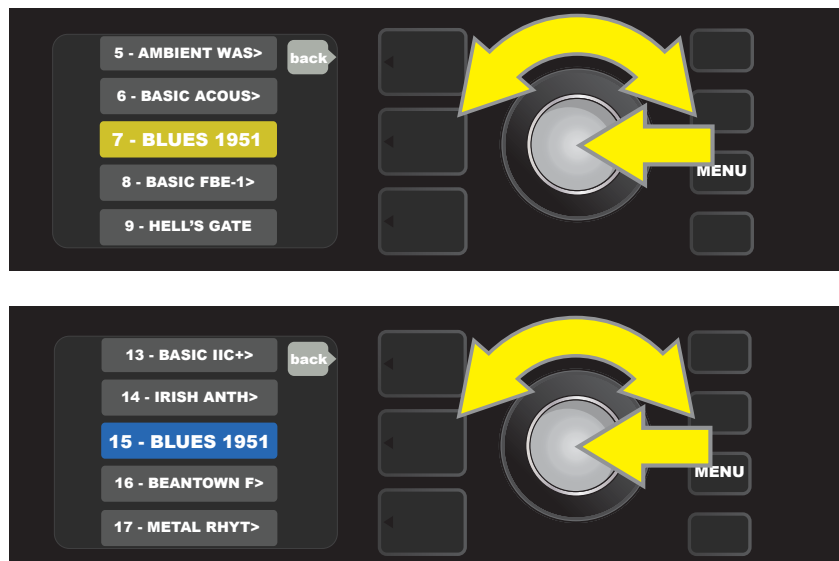 5 - AMBIENT WAS>
back
6 - BASIC ACOUS>
7 - BLUES 1951
8 - BASIC FBE-1>
MENU
9 - HELL'S GATE
13 - BASIC IIC+>
back
14 - IRISH ANTH>
15 - BLUES 1951
16 - BEANTOWN F>
MENU
17 - METAL RHYT>